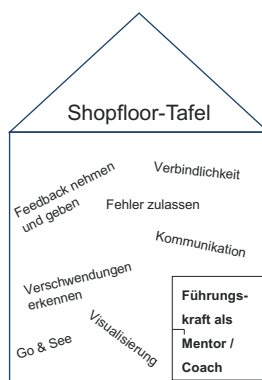 Shopfloor-Tafel
Feedback nehmen
und geben
Verbindlichkeit
Fehler zulassen
Kommunikation
Verschwendungen
erkennen
Visualisierung
Go & See
Führungs-
kraft als
Mentor /
Coach